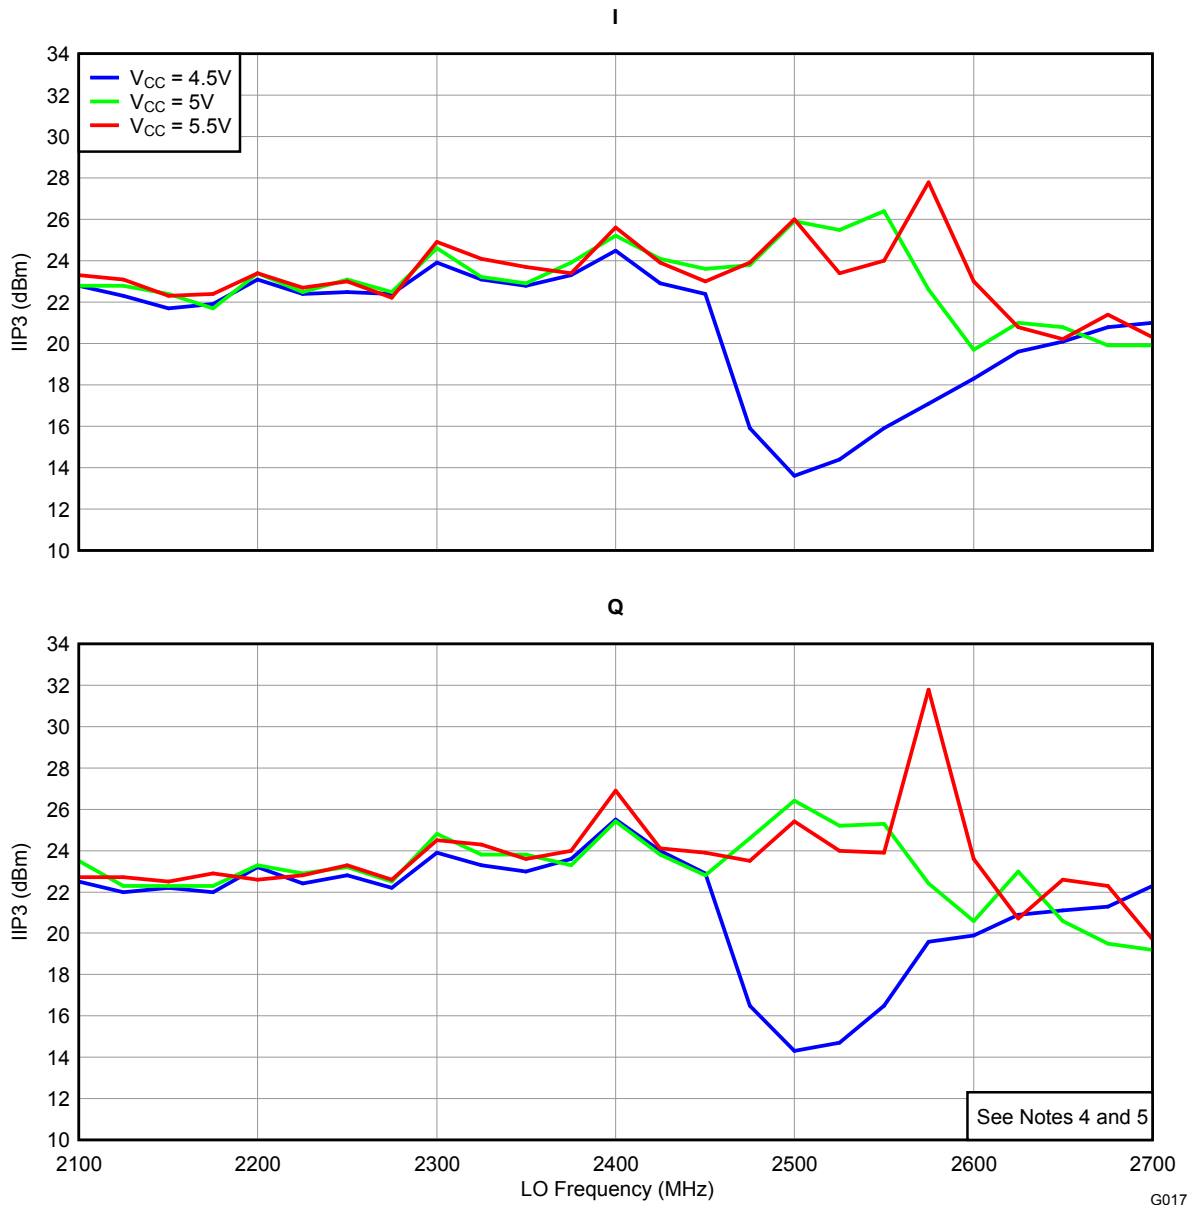 I
34
32
30
28
26
24
22
20
18
16
14
12
10
IIP3 (dBm)
VCC = 4.5V
VCC = 5V
VCC = 5.5V
Q
34
32
30
28
26
24
22
20
18
16
14
12
10
IIP3 (dBm)
See Notes 4 and 5
2100 2200 2300 2400 2500 2600 2700
LO Frequency (MHz)
G017